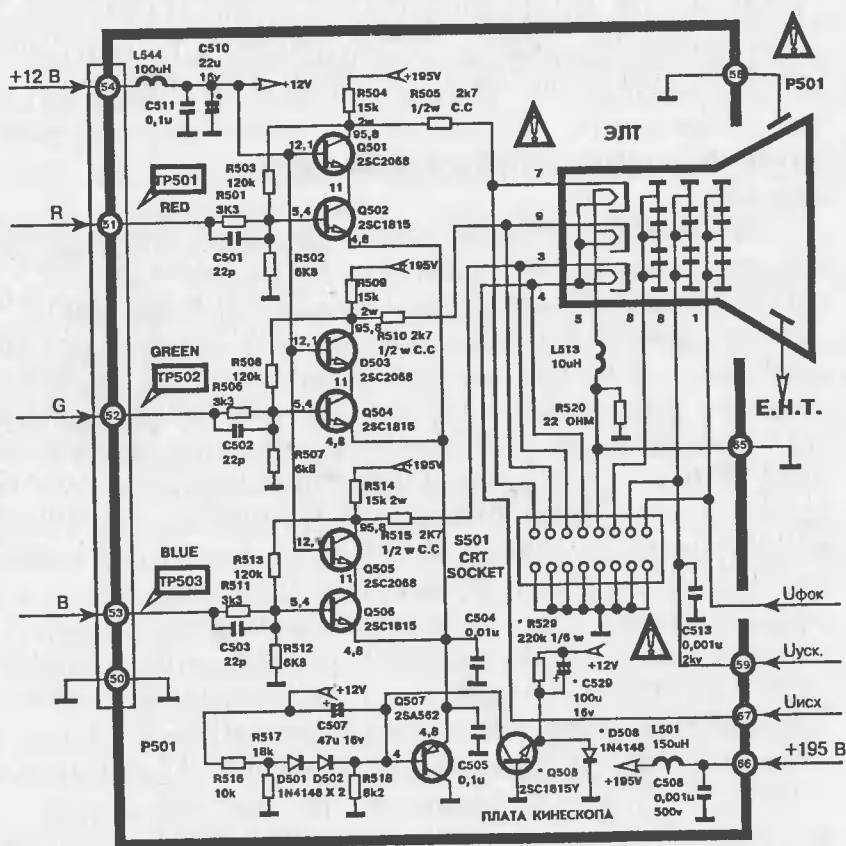 L544
100uH
C510
22u
16v
+12 В
54
+12V
C511
0,1u
+195V
R504
15k
2w
R505 2k7
1/2w C.C
58
P501
ЭЛТ
95,8
12,1
Q501
2SC2068
R503
120k
TP501
RED
R501
3K3
11
7
R
51
5,4
Q502
2SC1815
9
C501
22p
R502
6K8
4,8
195V
R509
15k
2w
3
4
95,8
R510 2k7
1/2 w C.C
5
8
8
1
GREEN
TP502
R508
120k
12,1
D503
2SC2068
L513
10uH
R506
3k3
11
R520
22 OHM
E.H.T.
G
52
5,4
Q504
2SC1815
C502
22p
R507
6k8
4,8
195V
55
R514
15k 2w
95,8
R515 2K7
1/2 w C.C
S501
CRT
SOCKET
BLUE
TP503
R513
120k
12,1
Q505
2SC2068
R511
3k3
11
B
53
5,4
Q506
2SC1815
Uфок
C503
22p
R512
6K8
4,8
C504
0,01u
* R529
220k 1/6 w
+12V
C513
0,001u
2kv
59
Uуск.
50
C529
100u
16v
+12V
Q507
2SA562
57
Uисх
C507
47u 16v
4,8
* D508
1N4148
L501
150uH
+195 В
P501
R517
18k
4
C505
0,1u
66
R516
10k
D501
D502
1N4148 X 2
R518
8k2
* Q508
2SC1815Y
+195V
C508
0,001u
500v
ПЛАТА КИНЕСКОПА